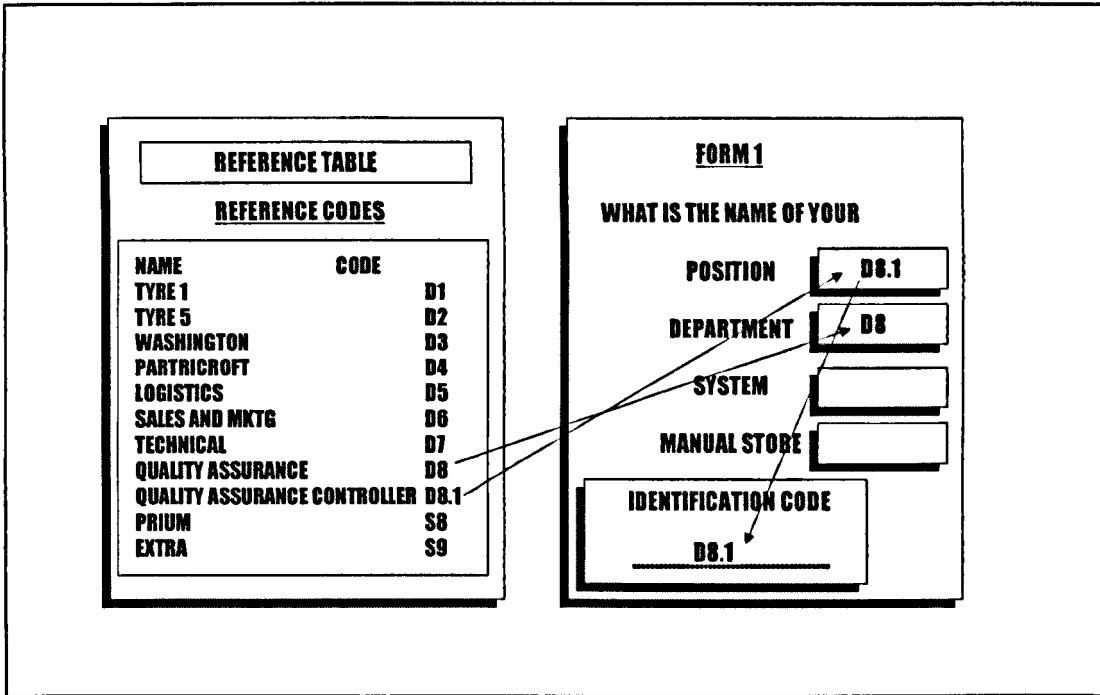 REFERENCE TABLE
REFERENCE CODES
NAME CODE
TYRE 1 D1
TYRE 5 D2
WASHINGTON D3
PARTRICROFT D4
LOGISTICS D5
SALES AND MKTG D6
TECHNICAL D7
QUALITY ASSURANCE D8
QUALITY ASSURANCE CONTROLLER D8.1
PRIUM S8
EXTRA S9
FORM 1
WHAT IS THE NAME OF YOUR
POSITION D8.1
DEPARTMENT D8
SYSTEM
MANUAL STORE
IDENTIFICATION CODE
D8.1